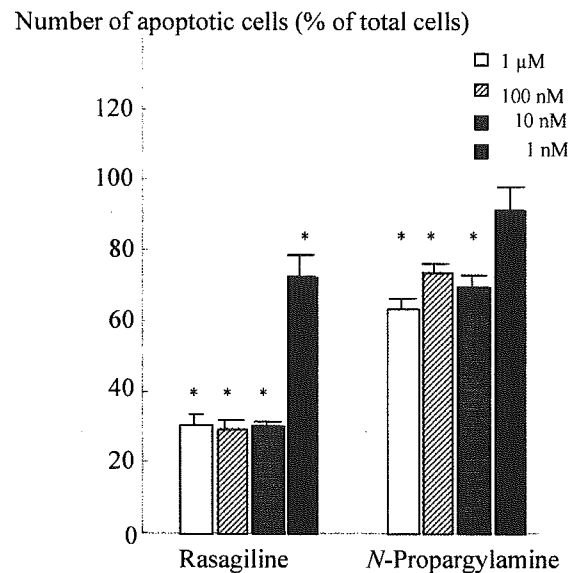 Number of apoptotic cells (% of total cells)
1 µM
100 nM
10 nM
1 nM
120
100
80
60
40
20
0
* * * * * * *
Rasagiline N-Propargylamine